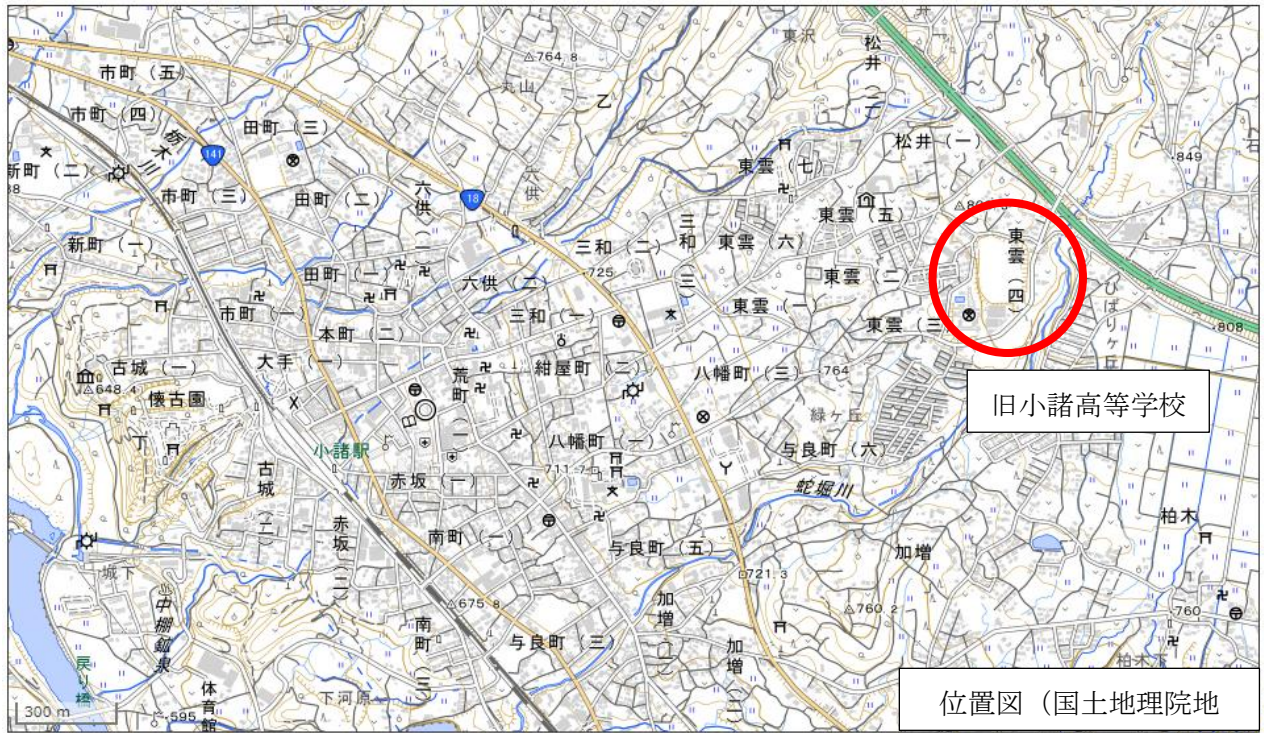 市町（五）
764.8
東沢
松井（二）
丸山
乙
市町（四）
栃木川
田町（三）
141
松井（一）
849
新町（二）
市町（三）
田町（二）
六供（一）
18
六供
東雲（七）
東雲（五）
新町（一）
三和（二）
三和（三）
東雲（六）
東雲（四）
725
田町（一）
六供（二）
東雲（二）
ひばりヶ丘
市町（一）
本町（二）
三和（一）
東雲（一）
東雲（三）
808
古城（一）
大手（一）
荒町（一）
紺屋町（二）
八幡町（三）
764
648.4
懐古園
緑ヶ丘
旧小諸高等学校
丁
小諸駅
八幡町（一）
与良町（六）
711.7
古城（二）
赤坂（一）
蛇堀川
柏木
赤坂（二）
南町（一）
与良町（五）
加増
城下
721.3
中棚鉱泉
675.8
加増（一）
760.2
760
南町（三）
与良町（三）
加増（二）
柏木下
戻り橋
体育館
下河原
位置図（国土地理院地
300 m
595